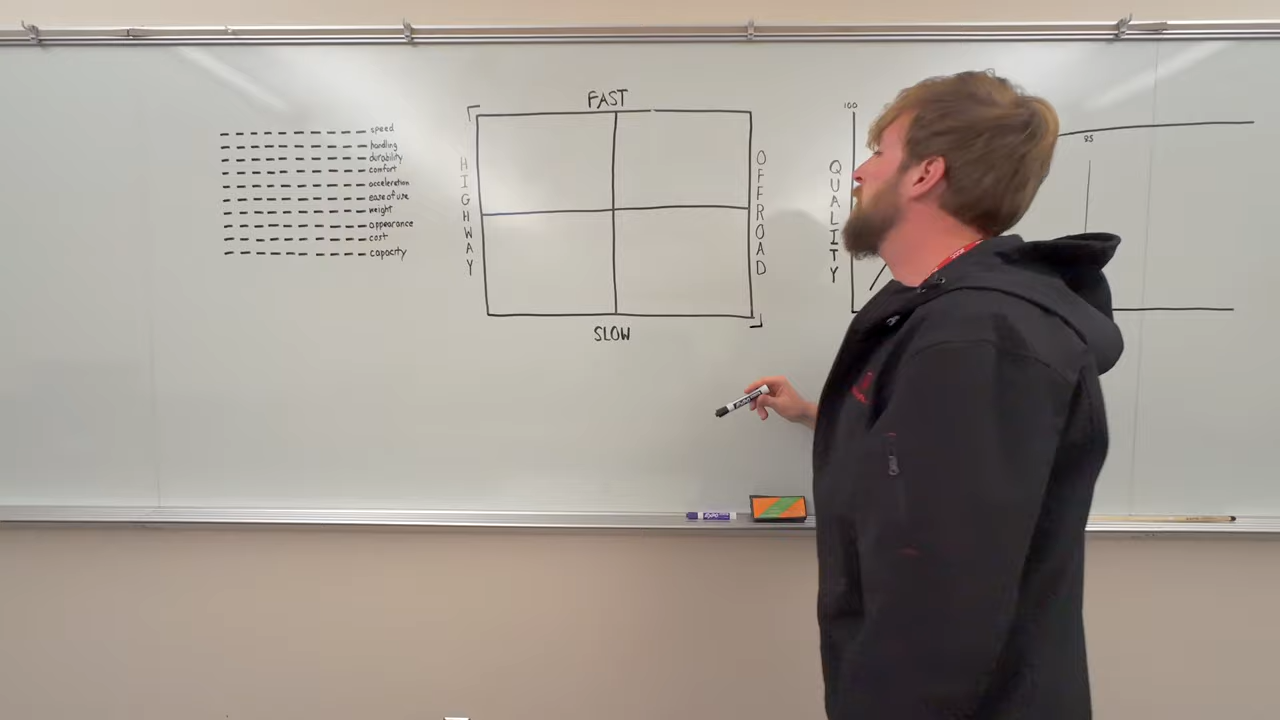 speed
handling
durability
comfort
acceleration
ease of use
weight
appearance
cost
capacity
FAST
HIGHWAY
OFFROAD
SLOW
100
QUALITY
85
EXPO